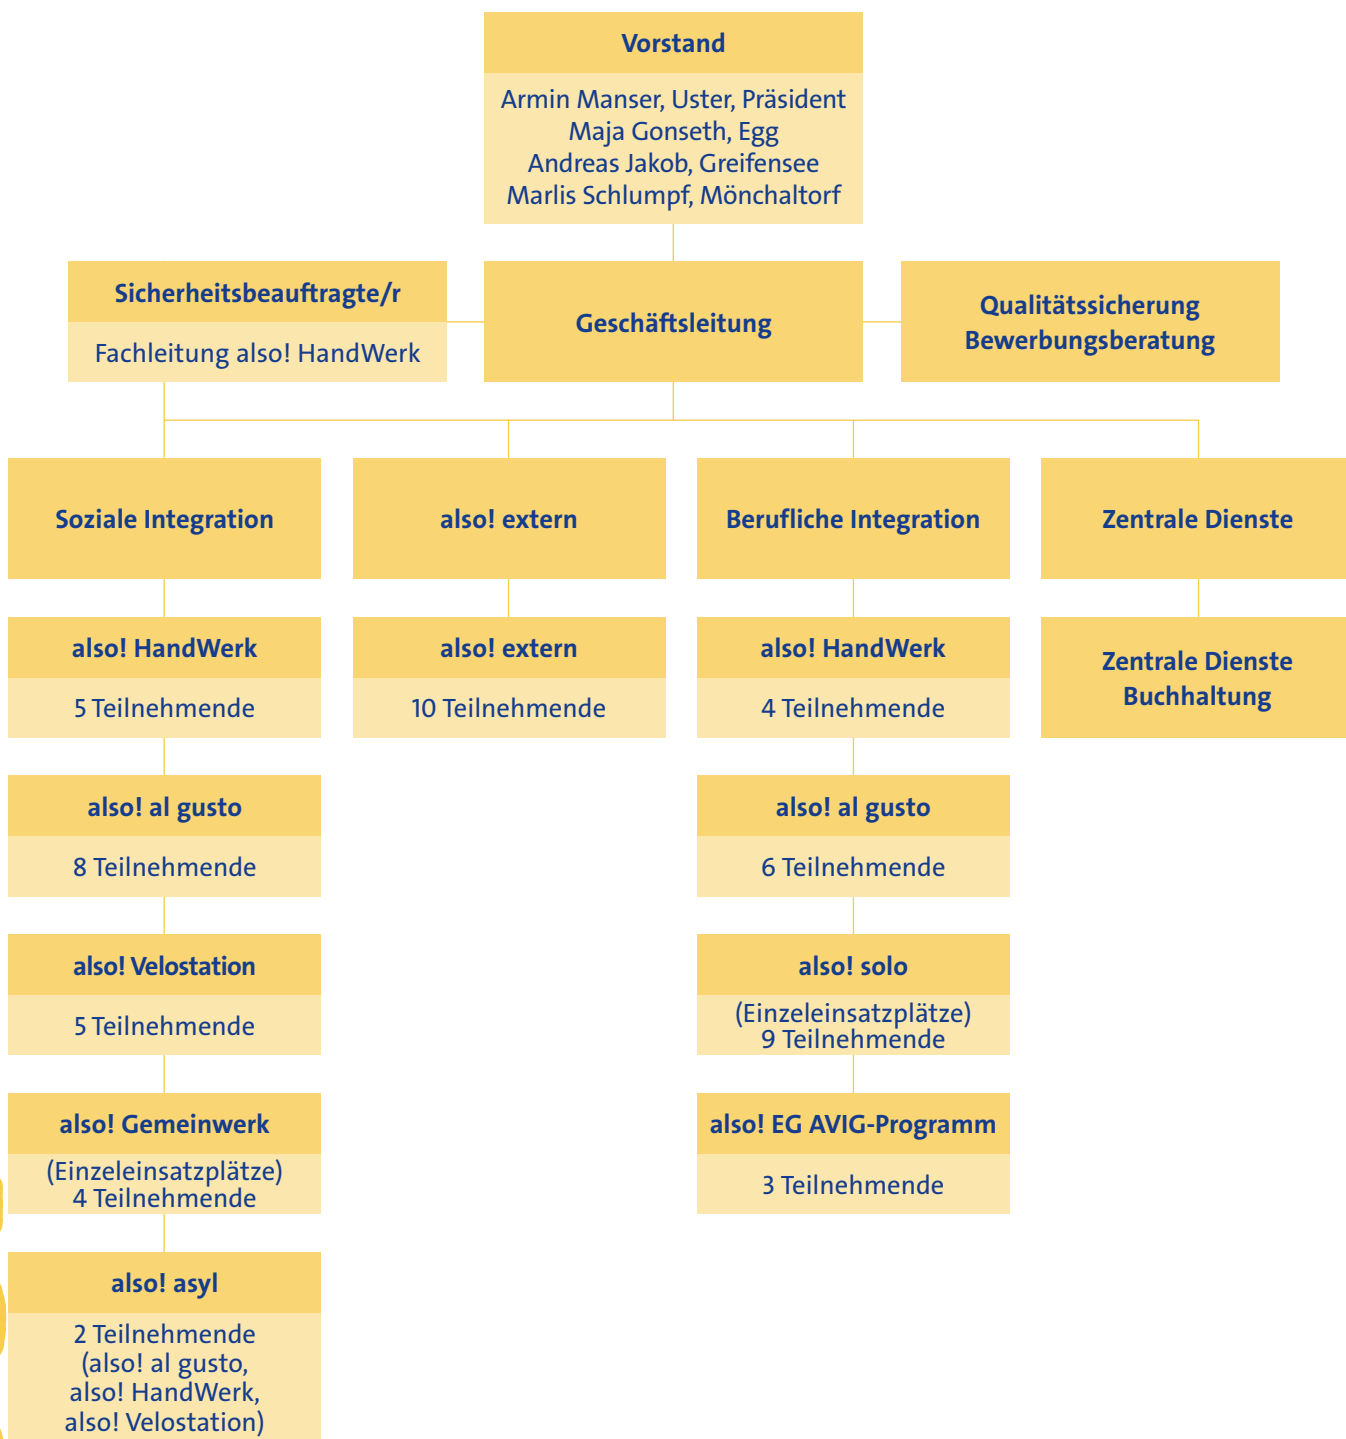 Vorstand
Armin Manser, Uster, Präsident
Maja Gonseth, Egg
Andreas Jakob, Greifensee
Marlis Schlumpf, Mönchaltorf
Sicherheitsbeauftragte/r
Fachleitung also! HandWerk
Geschäftsleitung
Qualitätssicherung
Bewerbungsberatung
Soziale Integration
also! extern
Berufliche Integration
Zentrale Dienste
also! HandWerk
5 Teilnehmende
also! extern
10 Teilnehmende
also! HandWerk
4 Teilnehmende
Zentrale Dienste
Buchhaltung
also! al gusto
8 Teilnehmende
also! al gusto
6 Teilnehmende
also! Velostation
5 Teilnehmende
also! solo
(Einzeleinsatzplätze)
9 Teilnehmende
also! Gemeinwerk
(Einzeleinsatzplätze)
4 Teilnehmende
also! EG AVIG-Programm
3 Teilnehmende
also! asyl
2 Teilnehmende
(also! al gusto,
also! HandWerk,
also! Velostation)